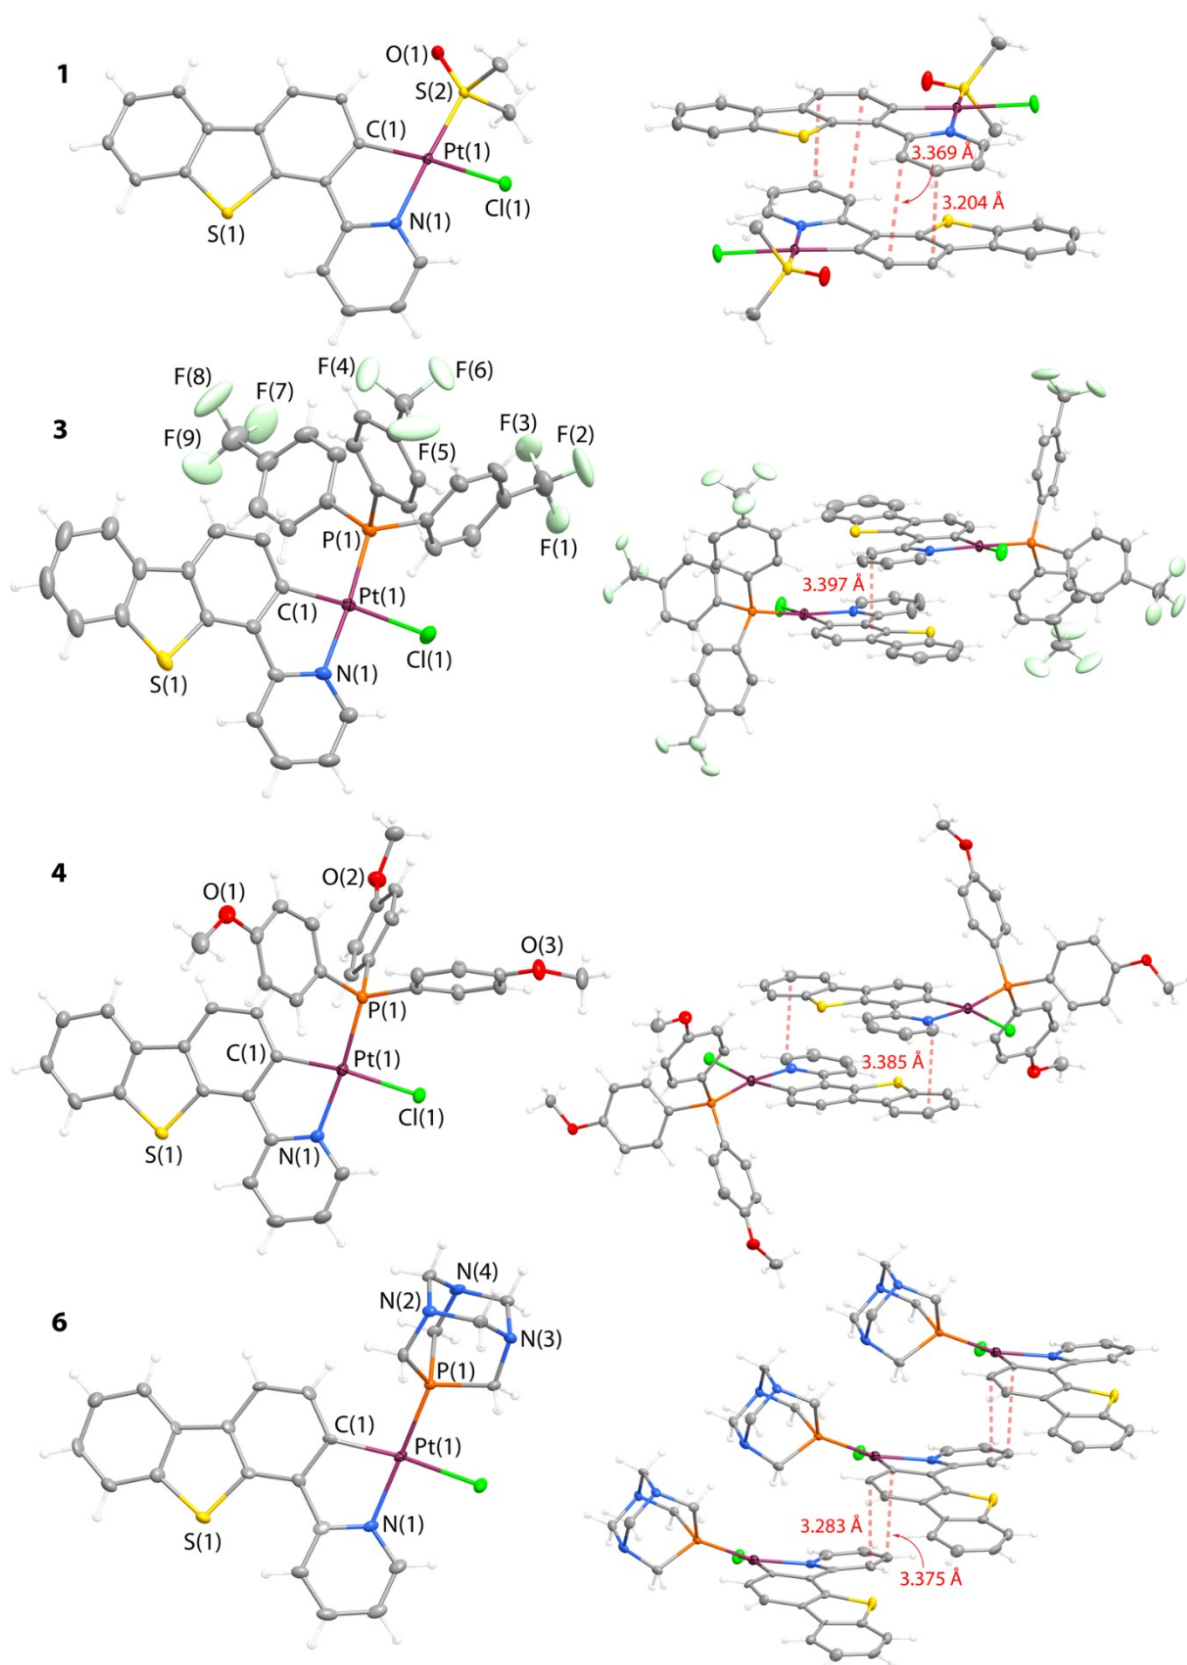 1
O(1)
S(2)
C(1)
Pt(1)
N(1)
Cl(1)
S(1)
3.369 Å
3.204 Å
3
F(8)
F(7)
F(9)
F(4)
F(6)
F(5)
F(3)
F(2)
F(1)
P(1)
C(1)
Pt(1)
Cl(1)
N(1)
S(1)
3.397 Å
4
O(1)
O(2)
O(3)
P(1)
C(1)
Pt(1)
Cl(1)
N(1)
S(1)
3.385 Å
6
N(4)
N(2)
N(3)
P(1)
C(1)
Pt(1)
N(1)
S(1)
3.283 Å
3.375 Å